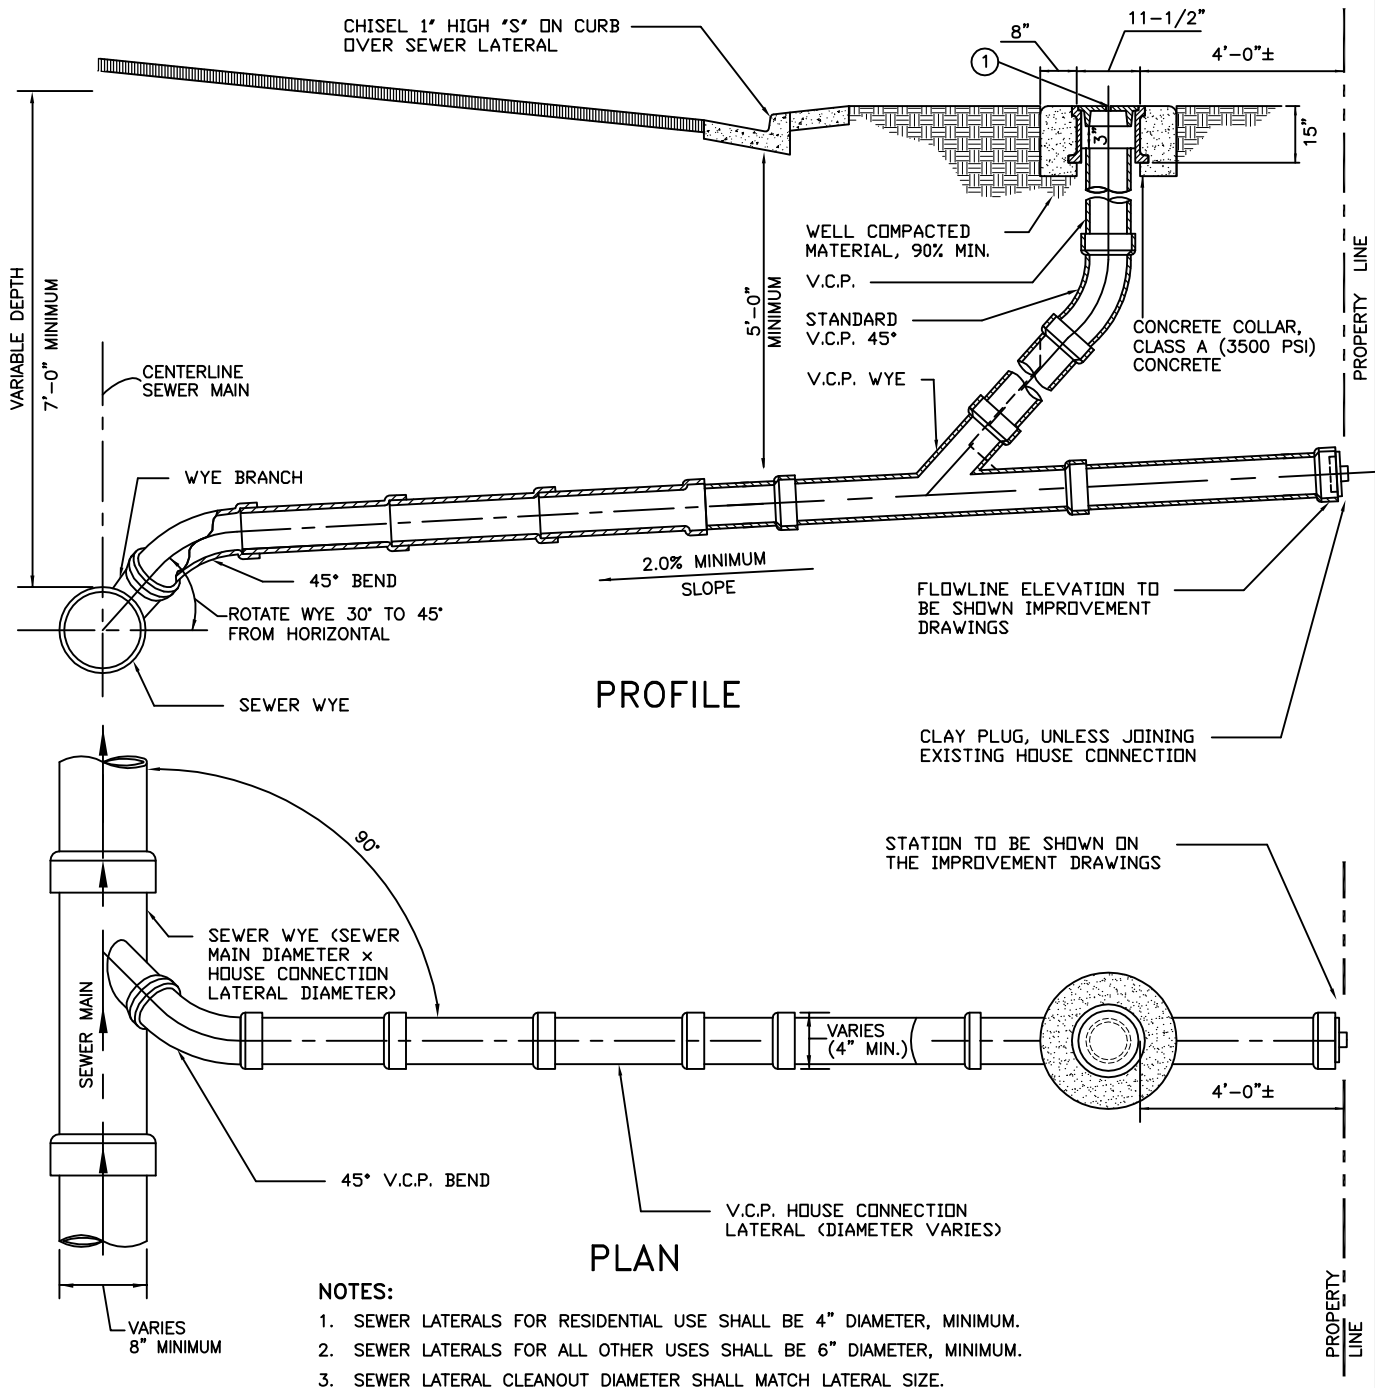 CHISEL 1" HIGH "S" ON CURB
OVER SEWER LATERAL
8"
11-1/2"
1
4'-0"±
3"
15"
WELL COMPACTED
MATERIAL, 90% MIN.
V.C.P.
STANDARD
V.C.P. 45°
V.C.P. WYE
CONCRETE COLLAR,
CLASS A (3500 PSI)
CONCRETE
PROPERTY LINE
VARIABLE DEPTH
7'-0" MINIMUM
5'-0"
MINIMUM
CENTERLINE
SEWER MAIN
WYE BRANCH
45° BEND
2.0% MINIMUM
SLOPE
ROTATE WYE 30° TO 45°
FROM HORIZONTAL
SEWER WYE
FLOWLINE ELEVATION TO
BE SHOWN IMPROVEMENT
DRAWINGS
PROFILE
CLAY PLUG, UNLESS JOINING
EXISTING HOUSE CONNECTION
90°
STATION TO BE SHOWN ON
THE IMPROVEMENT DRAWINGS
SEWER WYE (SEWER
MAIN DIAMETER x
HOUSE CONNECTION
LATERAL DIAMETER)
SEWER MAIN
VARIES
(4" MIN.)
4'-0"±
45° V.C.P. BEND
V.C.P. HOUSE CONNECTION
LATERAL (DIAMETER VARIES)
PLAN
VARIES
8" MINIMUM
PROPERTY
LINE
NOTES:
1. SEWER LATERALS FOR RESIDENTIAL USE SHALL BE 4" DIAMETER, MINIMUM.
2. SEWER LATERALS FOR ALL OTHER USES SHALL BE 6" DIAMETER, MINIMUM.
3. SEWER LATERAL CLEANOUT DIAMETER SHALL MATCH LATERAL SIZE.